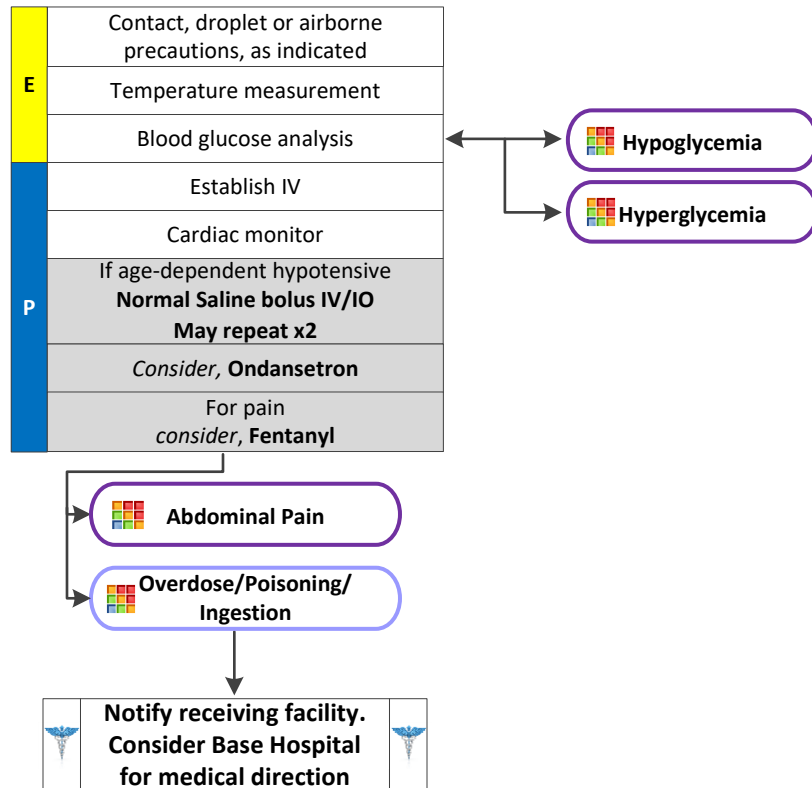 E
Contact, droplet or airborne
precautions, as indicated
Temperature measurement
Blood glucose analysis
Hypoglycemia
Hyperglycemia
P
Establish IV
Cardiac monitor
If age-dependent hypotensive
Normal Saline bolus IV/IO
May repeat x2
Consider, Ondansetron
For pain
consider, Fentanyl
Abdominal Pain
Overdose/Poisoning/
Ingestion
Notify receiving facility.
Consider Base Hospital
for medical direction